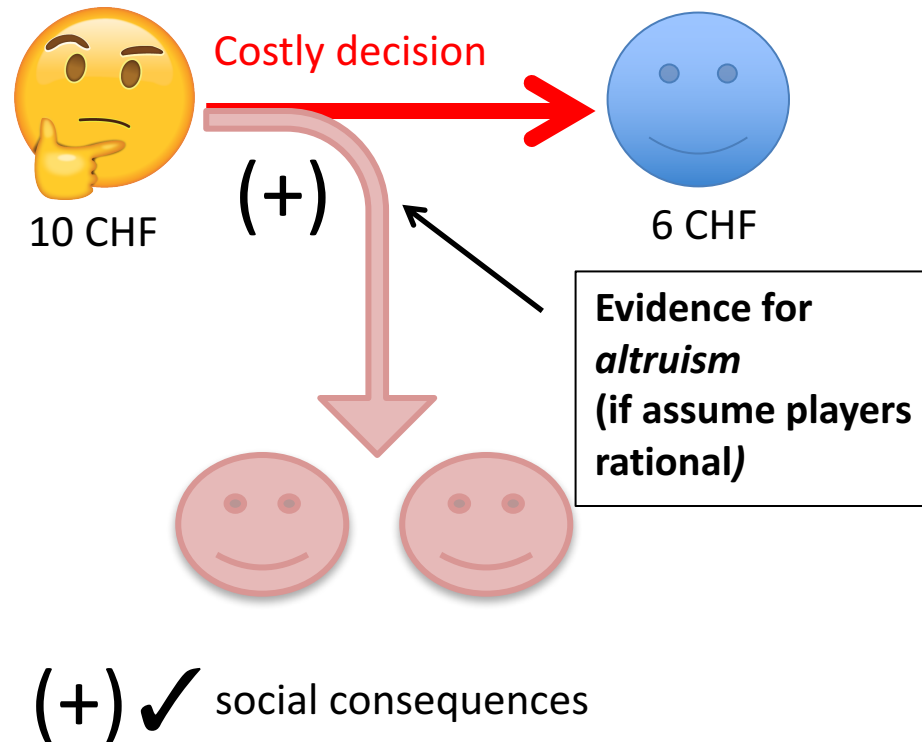 Costly decision
(+)
10 CHF
6 CHF
Evidence for
altruism
(if assume players
rational)
(+) ✓ social consequences